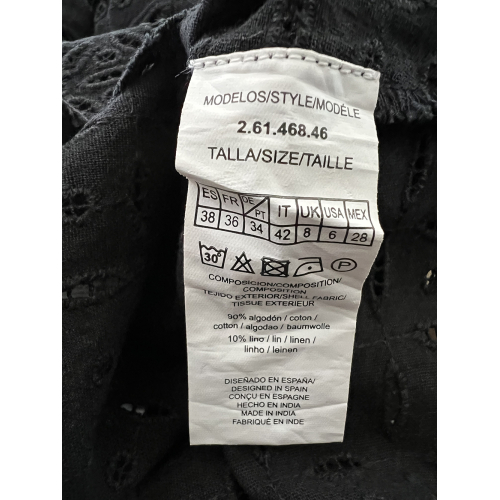 MODELOS/STYLE/MODÉLE
2.61.468.46
TALLA/SIZE/TAILLE
ES FR DE/PT IT UK USA MEX
38 36 34 42 8 6 28
30° P
COMPOSICION/COMPOSITION/
COMPOSITION
TEJIDO EXTERIOR/SHELL FABRIC/
TISSUE EXTERIEUR
90% algodón / coton /
cotton / algodao / baumwolle
10% lino / lin / linen /
linho / leinen
DISEÑADO EN ESPAÑA/
DESIGNED IN SPAIN
CONÇU EN ESPAGNE
HECHO EN INDIA
MADE IN INDIA
FABRIQUÉ EN INDE